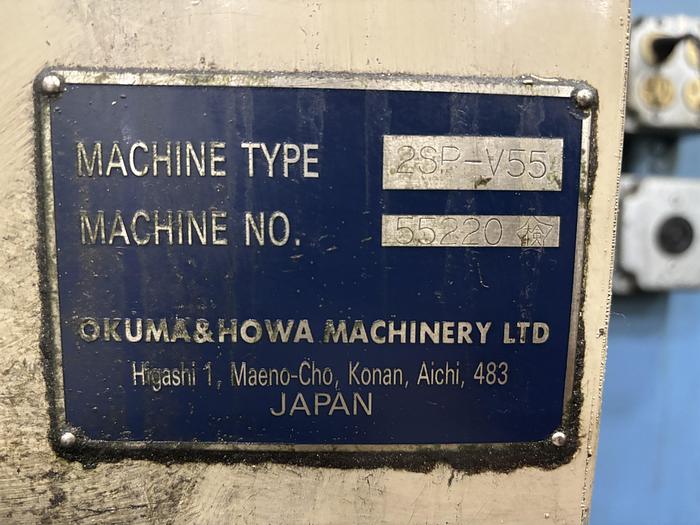 MACHINE TYPE 2SP-V55
MACHINE NO. 55220 検
OKUMA&HOWA MACHINERY LTD
Higashi 1, Maeno-Cho, Konan, Aichi, 483
JAPAN